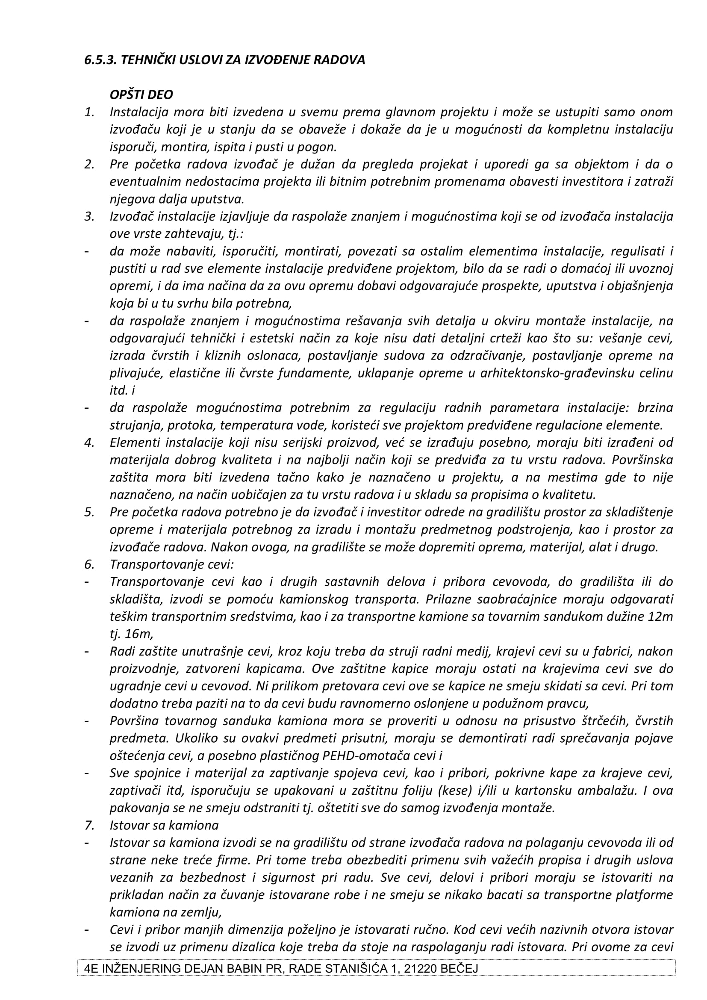 6.5.3. TEHNIČKI USLOVI ZA IZVOĐENJE RADOVA
OPŠTI DEO
1. Instalacija mora biti izvedena u svemu prema glavnom projektu i može se ustupiti samo onom
izvođaču koji je u stanju da se obaveže i dokaže da je u mogućnosti da kompletnu instalaciju
isporuči, montira, ispita i pusti u pogon.
2. Pre početka radova izvođač je dužan da pregleda projekat i uporedi ga sa objektom i da o
eventualnim nedostacima projekta ili bitnim potrebnim promenama obavesti investitora i zatraži
njegova dalja uputstva.
3. Izvođač instalacije izjavljuje da raspolaže znanjem i mogućnostima koji se od izvođača instalacija
ove vrste zahtevaju, tj.:
- da može nabaviti, isporučiti, montirati, povezati sa ostalim elementima instalacije, regulisati i
pustiti u rad sve elemente instalacije predviđene projektom, bilo da se radi o domaćoj ili uvoznoj
opremi, i da ima načina da za ovu opremu dobavi odgovarajuće prospekte, uputstva i objašnjenja
koja bi u tu svrhu bila potrebna,
- da raspolaže znanjem i mogućnostima rešavanja svih detalja u okviru montaže instalacije, na
odgovarajući tehnički i estetski način za koje nisu dati detaljni crteži kao što su: vešanje cevi,
izrada čvrstih i kliznih oslonaca, postavljanje sudova za odzračivanje, postavljanje opreme na
plivajuće, elastične ili čvrste fundamente, uklapanje opreme u arhitektonsko-građevinsku celinu
itd. i
- da raspolaže mogućnostima potrebnim za regulaciju radnih parametara instalacije: brzina
strujanja, protoka, temperatura vode, koristeći sve projektom predviđene regulacione elemente.
4. Elementi instalacije koji nisu serijski proizvod, već se izrađuju posebno, moraju biti izrađeni od
materijala dobrog kvaliteta i na najbolji način koji se predviđa za tu vrstu radova. Površinska
zaštita mora biti izvedena tačno kako je naznačeno u projektu, a na mestima gde to nije
naznačeno, na način uobičajen za tu vrstu radova i u skladu sa propisima o kvalitetu.
5. Pre početka radova potrebno je da izvođač i investitor odrede na gradilištu prostor za skladištenje
opreme i materijala potrebnog za izradu i montažu predmetnog podstrojenja, kao i prostor za
izvođače radova. Nakon ovoga, na gradilište se može dopremiti oprema, materijal, alat i drugo.
6. Transportovanje cevi:
- Transportovanje cevi kao i drugih sastavnih delova i pribora cevovoda, do gradilišta ili do
skladišta, izvodi se pomoću kamionskog transporta. Prilazne saobraćajnice moraju odgovarati
teškim transportnim sredstvima, kao i za transportne kamione sa tovarnim sandukom dužine 12m
tj. 16m,
- Radi zaštite unutrašnje cevi, kroz koju treba da struji radni medij, krajevi cevi su u fabrici, nakon
proizvodnje, zatvoreni kapicama. Ove zaštitne kapice moraju ostati na krajevima cevi sve do
ugradnje cevi u cevovod. Ni prilikom pretovara cevi ove se kapice ne smeju skidati sa cevi. Pri tom
dodatno treba paziti na to da cevi budu ravnomerno oslonjene u podužnom pravcu,
- Površina tovarnog sanduka kamiona mora se proveriti u odnosu na prisustvo štrčećih, čvrstih
predmeta. Ukoliko su ovakvi predmeti prisutni, moraju se demontirati radi sprečavanja pojave
oštećenja cevi, a posebno plastičnog PEHD-omotača cevi i
- Sve spojnice i materijal za zaptivanje spojeva cevi, kao i pribori, pokrivne kape za krajeve cevi,
zaptivači itd, isporučuju se upakovani u zaštitnu foliju (kese) i/ili u kartonsku ambalažu. I ova
pakovanja se ne smeju odstraniti tj. oštetiti sve do samog izvođenja montaže.
7. Istovar sa kamiona
- Istovar sa kamiona izvodi se na gradilištu od strane izvođača radova na polaganju cevovoda ili od
strane neke treće firme. Pri tome treba obezbediti primenu svih važećih propisa i drugih uslova
vezanih za bezbednost i sigurnost pri radu. Sve cevi, delovi i pribori moraju se istovariti na
prikladan način za čuvanje istovarane robe i ne smeju se nikako bacati sa transportne platforme
kamiona na zemlju,
- Cevi i pribor manjih dimenzija poželjno je istovarati ručno. Kod cevi većih nazivnih otvora istovar
se izvodi uz primenu dizalica koje treba da stoje na raspolaganju radi istovara. Pri ovome za cevi
4E INŽENJERING DEJAN BABIN PR, RADE STANIŠIĆA 1, 21220 BEČEJ